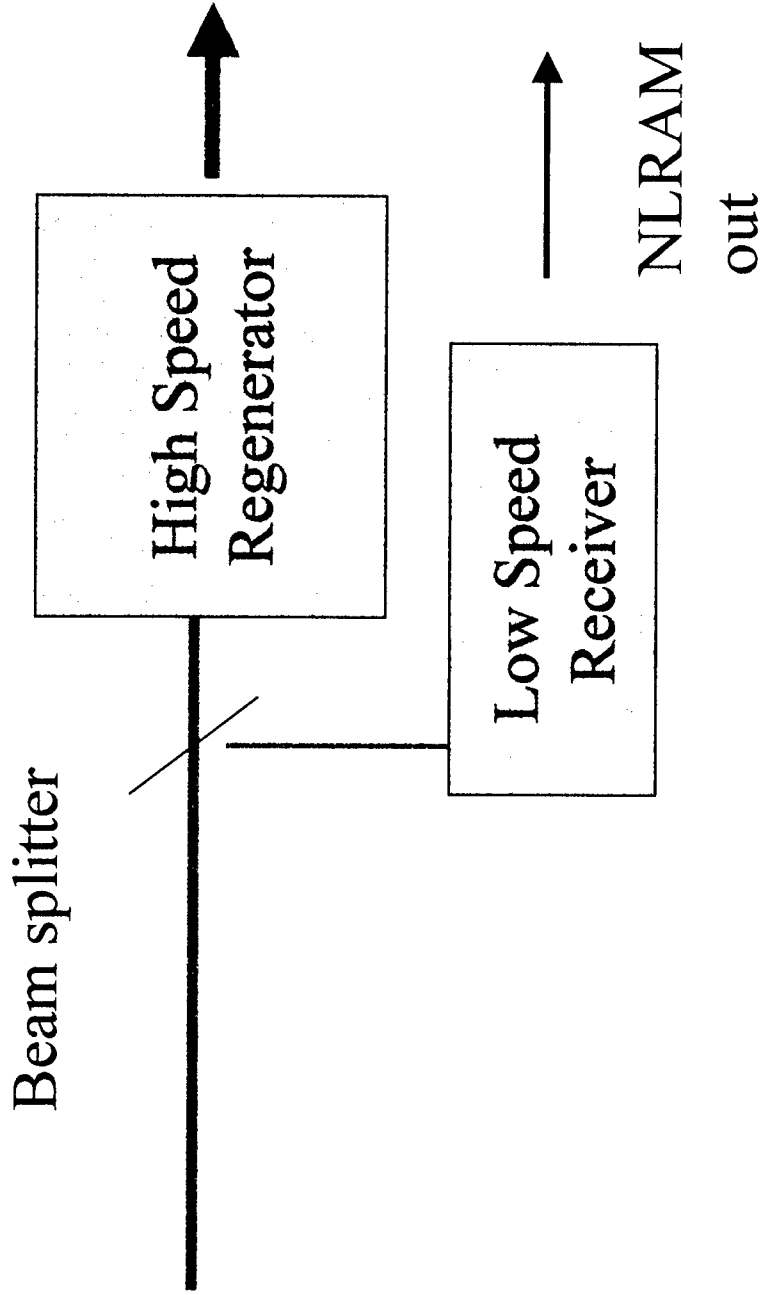 Beam splitter
High Speed
Regenerator
Low Speed
Receiver
NLRAM
out